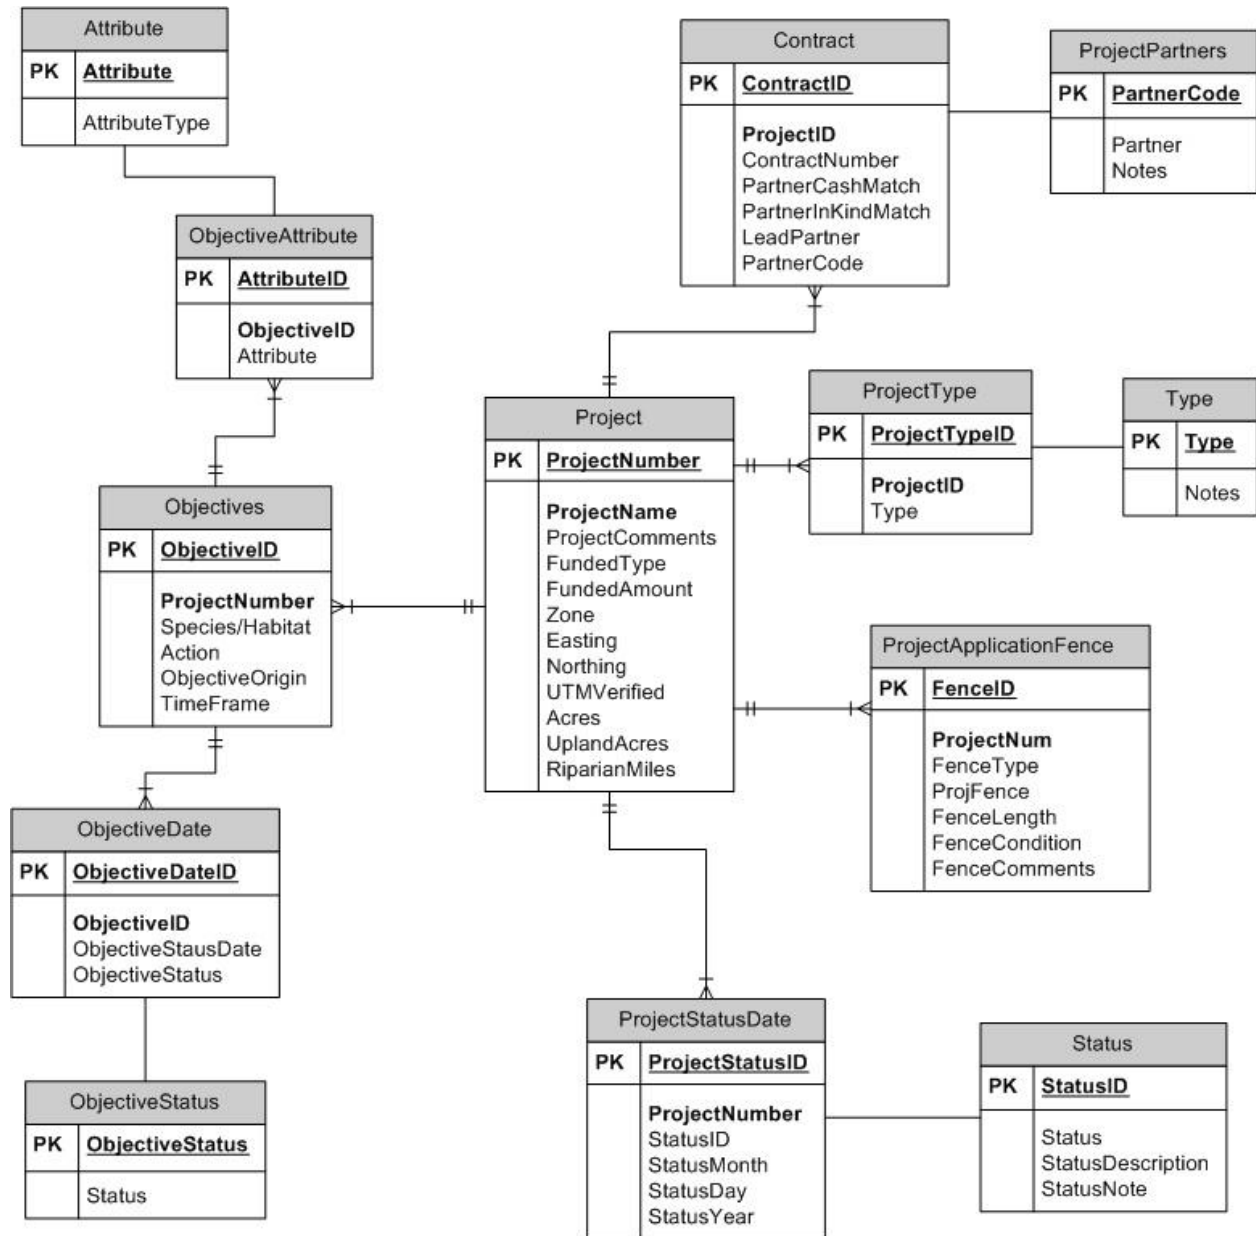 Attribute
PK Attribute
AttributeType
ObjectiveAttribute
PK AttributeID
ObjectiveID
Attribute
Objectives
PK ObjectiveID
ProjectNumber
Species/Habitat
Action
ObjectiveOrigin
TimeFrame
ObjectiveDate
PK ObjectiveDateID
ObjectiveID
ObjectiveStausDate
ObjectiveStatus
ObjectiveStatus
PK ObjectiveStatus
Status
Contract
PK ContractID
ProjectID
ContractNumber
PartnerCashMatch
PartnerInKindMatch
LeadPartner
PartnerCode
ProjectPartners
PK PartnerCode
Partner
Notes
Project
PK ProjectNumber
ProjectName
ProjectComments
FundedType
FundedAmount
Zone
Easting
Northing
UTMVerified
Acres
UplandAcres
RiparianMiles
ProjectType
PK ProjectTypeID
ProjectID
Type
Type
PK Type
Notes
ProjectApplicationFence
PK FenceID
ProjectNum
FenceType
ProjFence
FenceLength
FenceCondition
FenceComments
ProjectStatusDate
PK ProjectStatusID
ProjectNumber
StatusID
StatusMonth
StatusDay
StatusYear
Status
PK StatusID
Status
StatusDescription
StatusNote